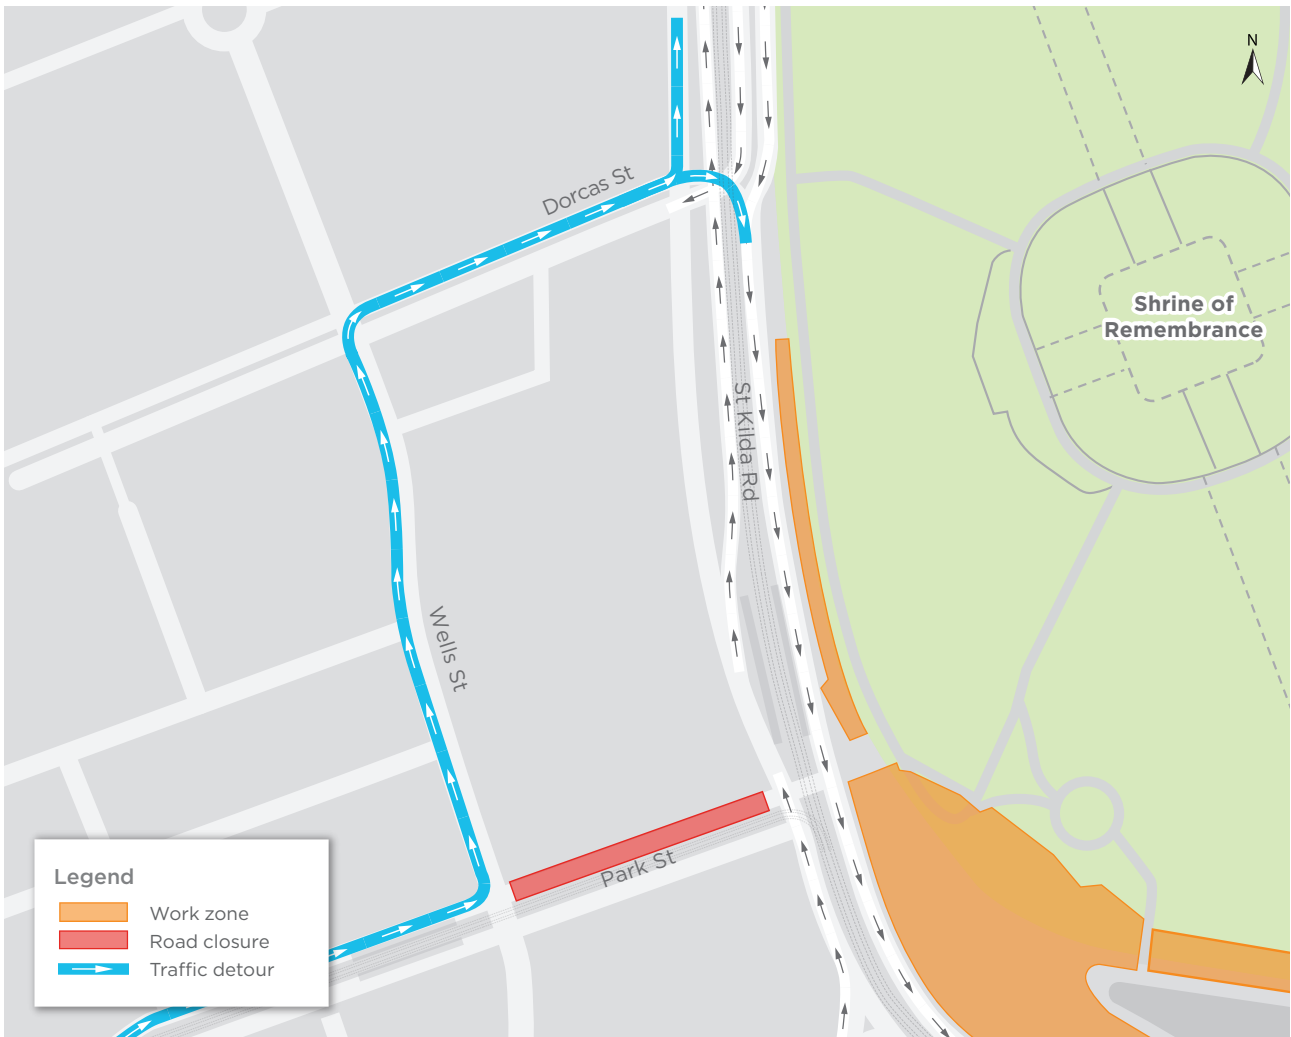 N
Dorcas St
Shrine of
Remembrance
St Kilda Rd
Wells St
Park St
Legend
Work zone
Road closure
Traffic detour